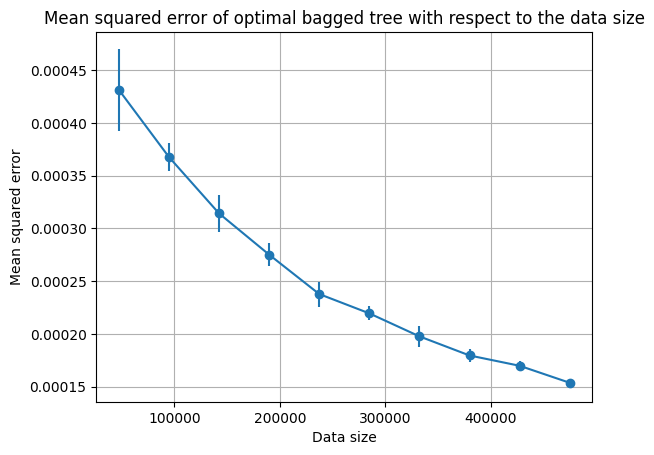 Mean squared error of optimal bagged tree with respect to the data size
Mean squared error
0.00045
0.00040
0.00035
0.00030
0.00025
0.00020
0.00015
100000 200000 300000 400000
Data size